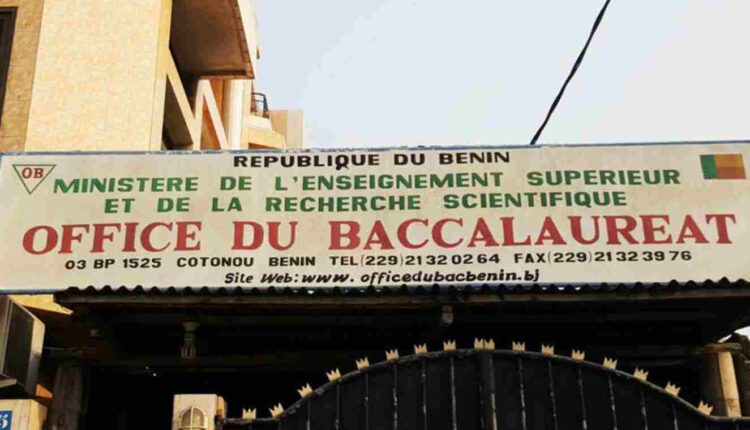 REPUBLIQUE DU BENIN
OB
MINISTERE DE L'ENSEIGNEMENT SUPERIEUR
ET DE LA RECHERCHE SCIENTIFIQUE
OFFICE DU BACCALAUREAT
03 BP 1525 COTONOU BENIN TEL(229)21320264 FAX(229)21323976
Site Web:www.officedubacbenin.bj